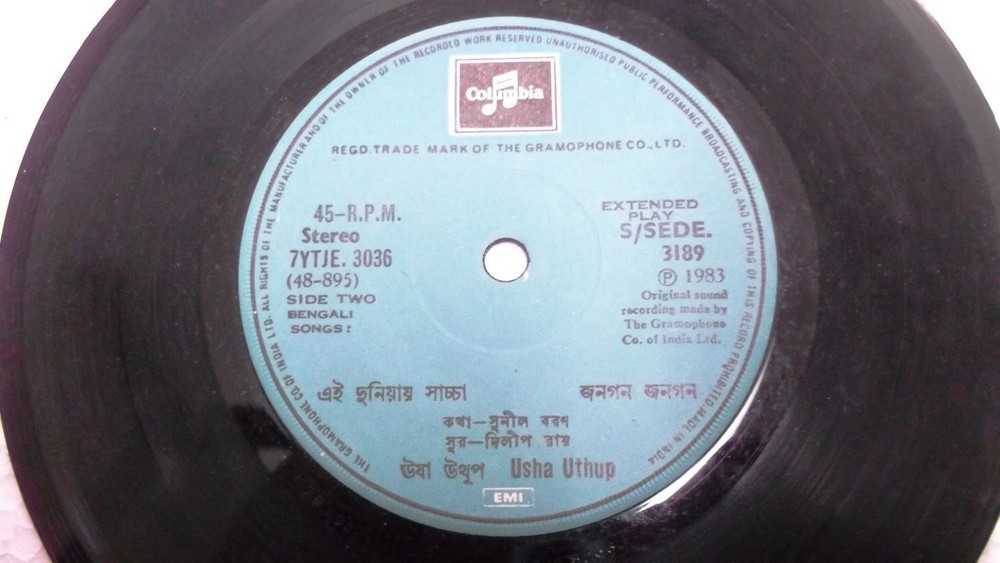 THE GRAMOPHONE CO. OF INDIA LTD. ALL RIGHTS OF THE MANUFACTURER AND OF THE OWNER OF THE RECORDED WORK RESERVED UNAUTHORISED PUBLIC PERFORMANCE BROADCASTING AND COPYING OF THIS RECORD PROHIBITED. MADE IN INDIA
Columbia
REGD. TRADE MARK OF THE GRAMOPHONE CO., LTD.
45-R.P.M.
Stereo
7YTJE. 3036
(48-895)
SIDE TWO
BENGALI
SONGS:
EXTENDED
PLAY
S/SEDE.
3189
Ⓟ 1983
Original sound
recording made by
The Gramophone
Co. of India Ltd.
এই দুনিয়ায় সাচ্চা জনগন জনগন
কথা—সুনীল বরণ
সুর—দিলীপ রায়
ঊষা উথুপ Usha Uthup
EMI